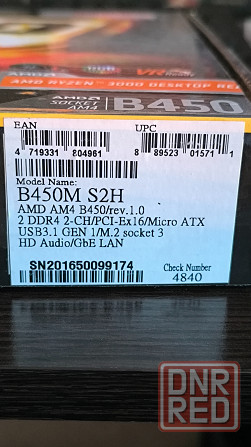 AMD RYZEN™ 3000 DESKTOP RE
AMD
SOCKET
AM4
B450
EAN
UPC
4 719331 804961
8 89523 01571 1
Model Name:
B450M S2H
AMD AM4 B450/rev.1.0
2 DDR4 2-CH/PCI-Ex16/Micro ATX
USB3.1 GEN 1/M.2 socket 3
HD Audio/GbE LAN
SN201650099174
Check Number
4840
DNR
RED